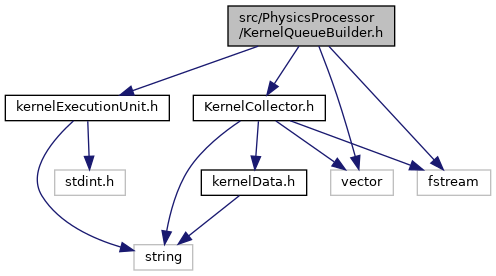 src/PhysicsProcessor
/KernelQueueBuilder.h
kernelExecutionUnit.h
KernelCollector.h
stdint.h
kernelData.h
vector
fstream
string